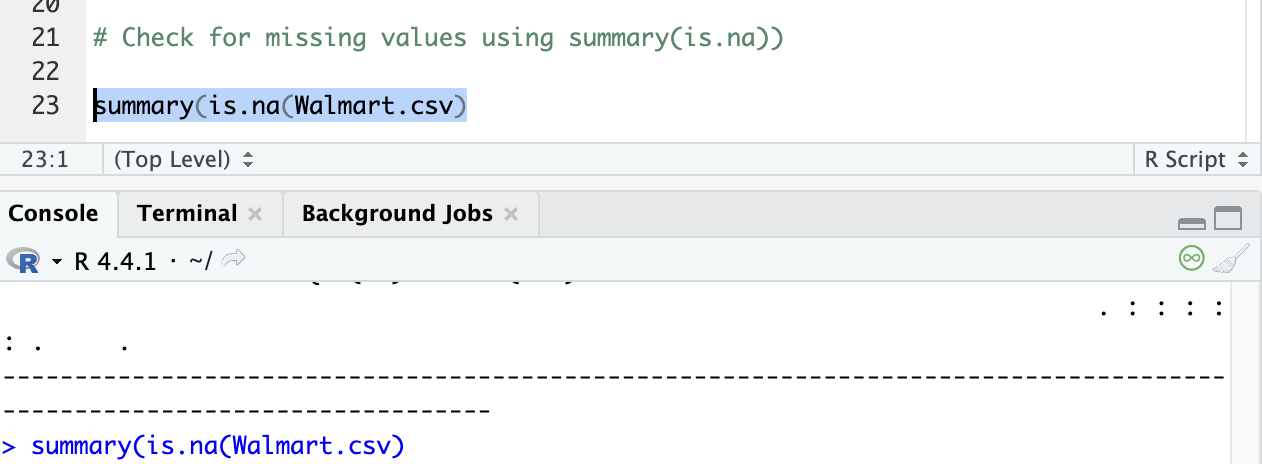 20
21 # Check for missing values using summary(is.na))
22
23 summary(is.na(Walmart.csv)
23:1 (Top Level) R Script
Console Terminal Background Jobs
R R 4.4.1 · ~/
. : : : :
: .     .
-------------------------------------------------------------------------------------
----------------------------------
> summary(is.na(Walmart.csv)